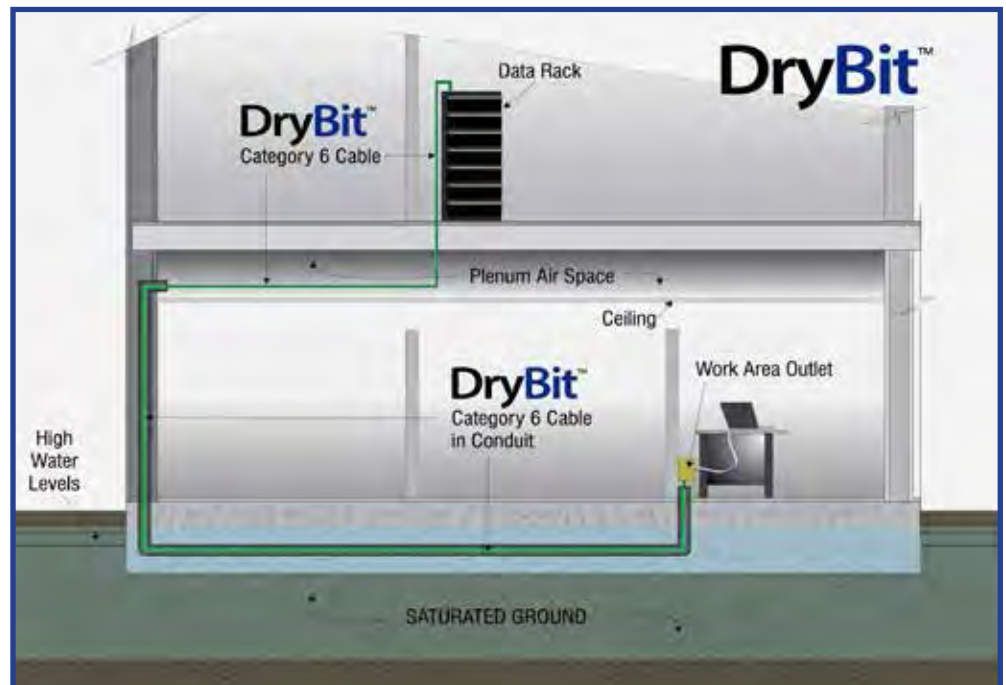 DryBit™
Data Rack
DryBit™
Category 6 Cable
Plenum Air Space
Ceiling
DryBit™
Category 6 Cable
in Conduit
Work Area Outlet
High
Water
Levels
SATURATED GROUND